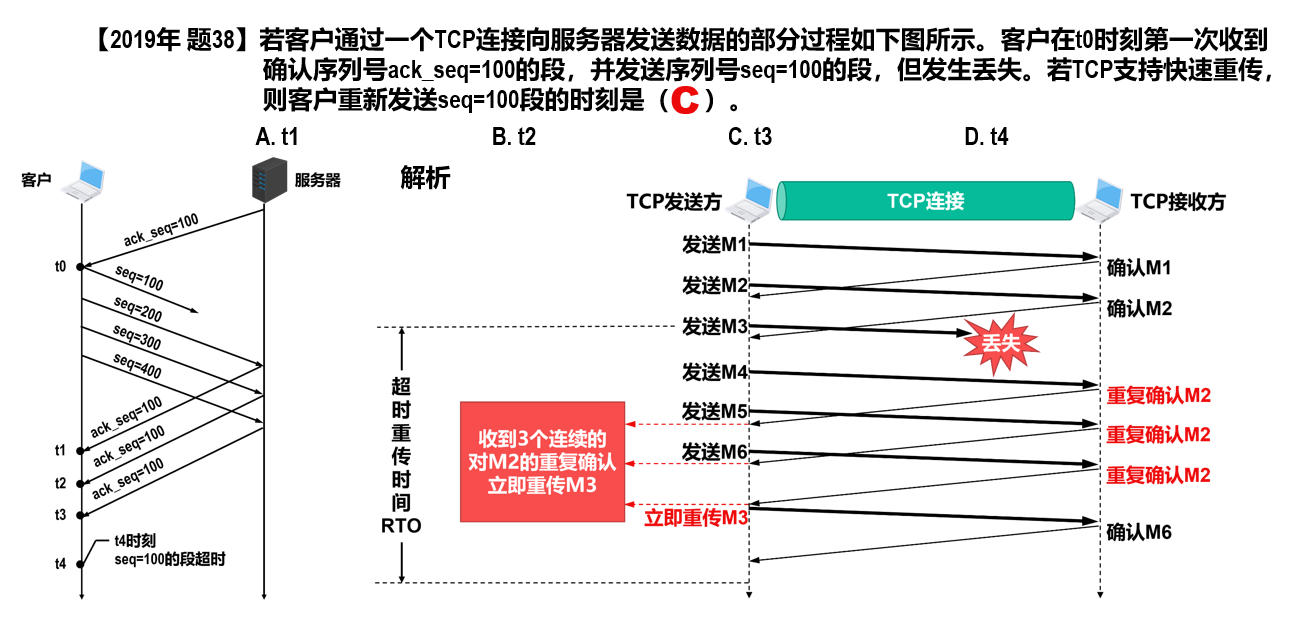 【2019年 题38】若客户通过一个TCP连接向服务器发送数据的部分过程如下图所示。客户在t0时刻第一次收到
确认序列号ack_seq=100的段，并发送序列号seq=100的段，但发生丢失。若TCP支持快速重传，
则客户重新发送seq=100段的时刻是（C）。
A. t1
B. t2
C. t3
D. t4
客户
服务器
ack_seq=100
t0
seq=100
seq=200
seq=300
seq=400
ack_seq=100
t1
ack_seq=100
t2
ack_seq=100
t3
t4时刻
seq=100的段超时
t4
解析
TCP发送方
TCP连接
TCP接收方
发送M1
确认M1
发送M2
确认M2
发送M3
丢失
发送M4
重复确认M2
发送M5
重复确认M2
发送M6
重复确认M2
立即重传M3
确认M6
超时重传时间
RTO
收到3个连续的
对M2的重复确认
立即重传M3